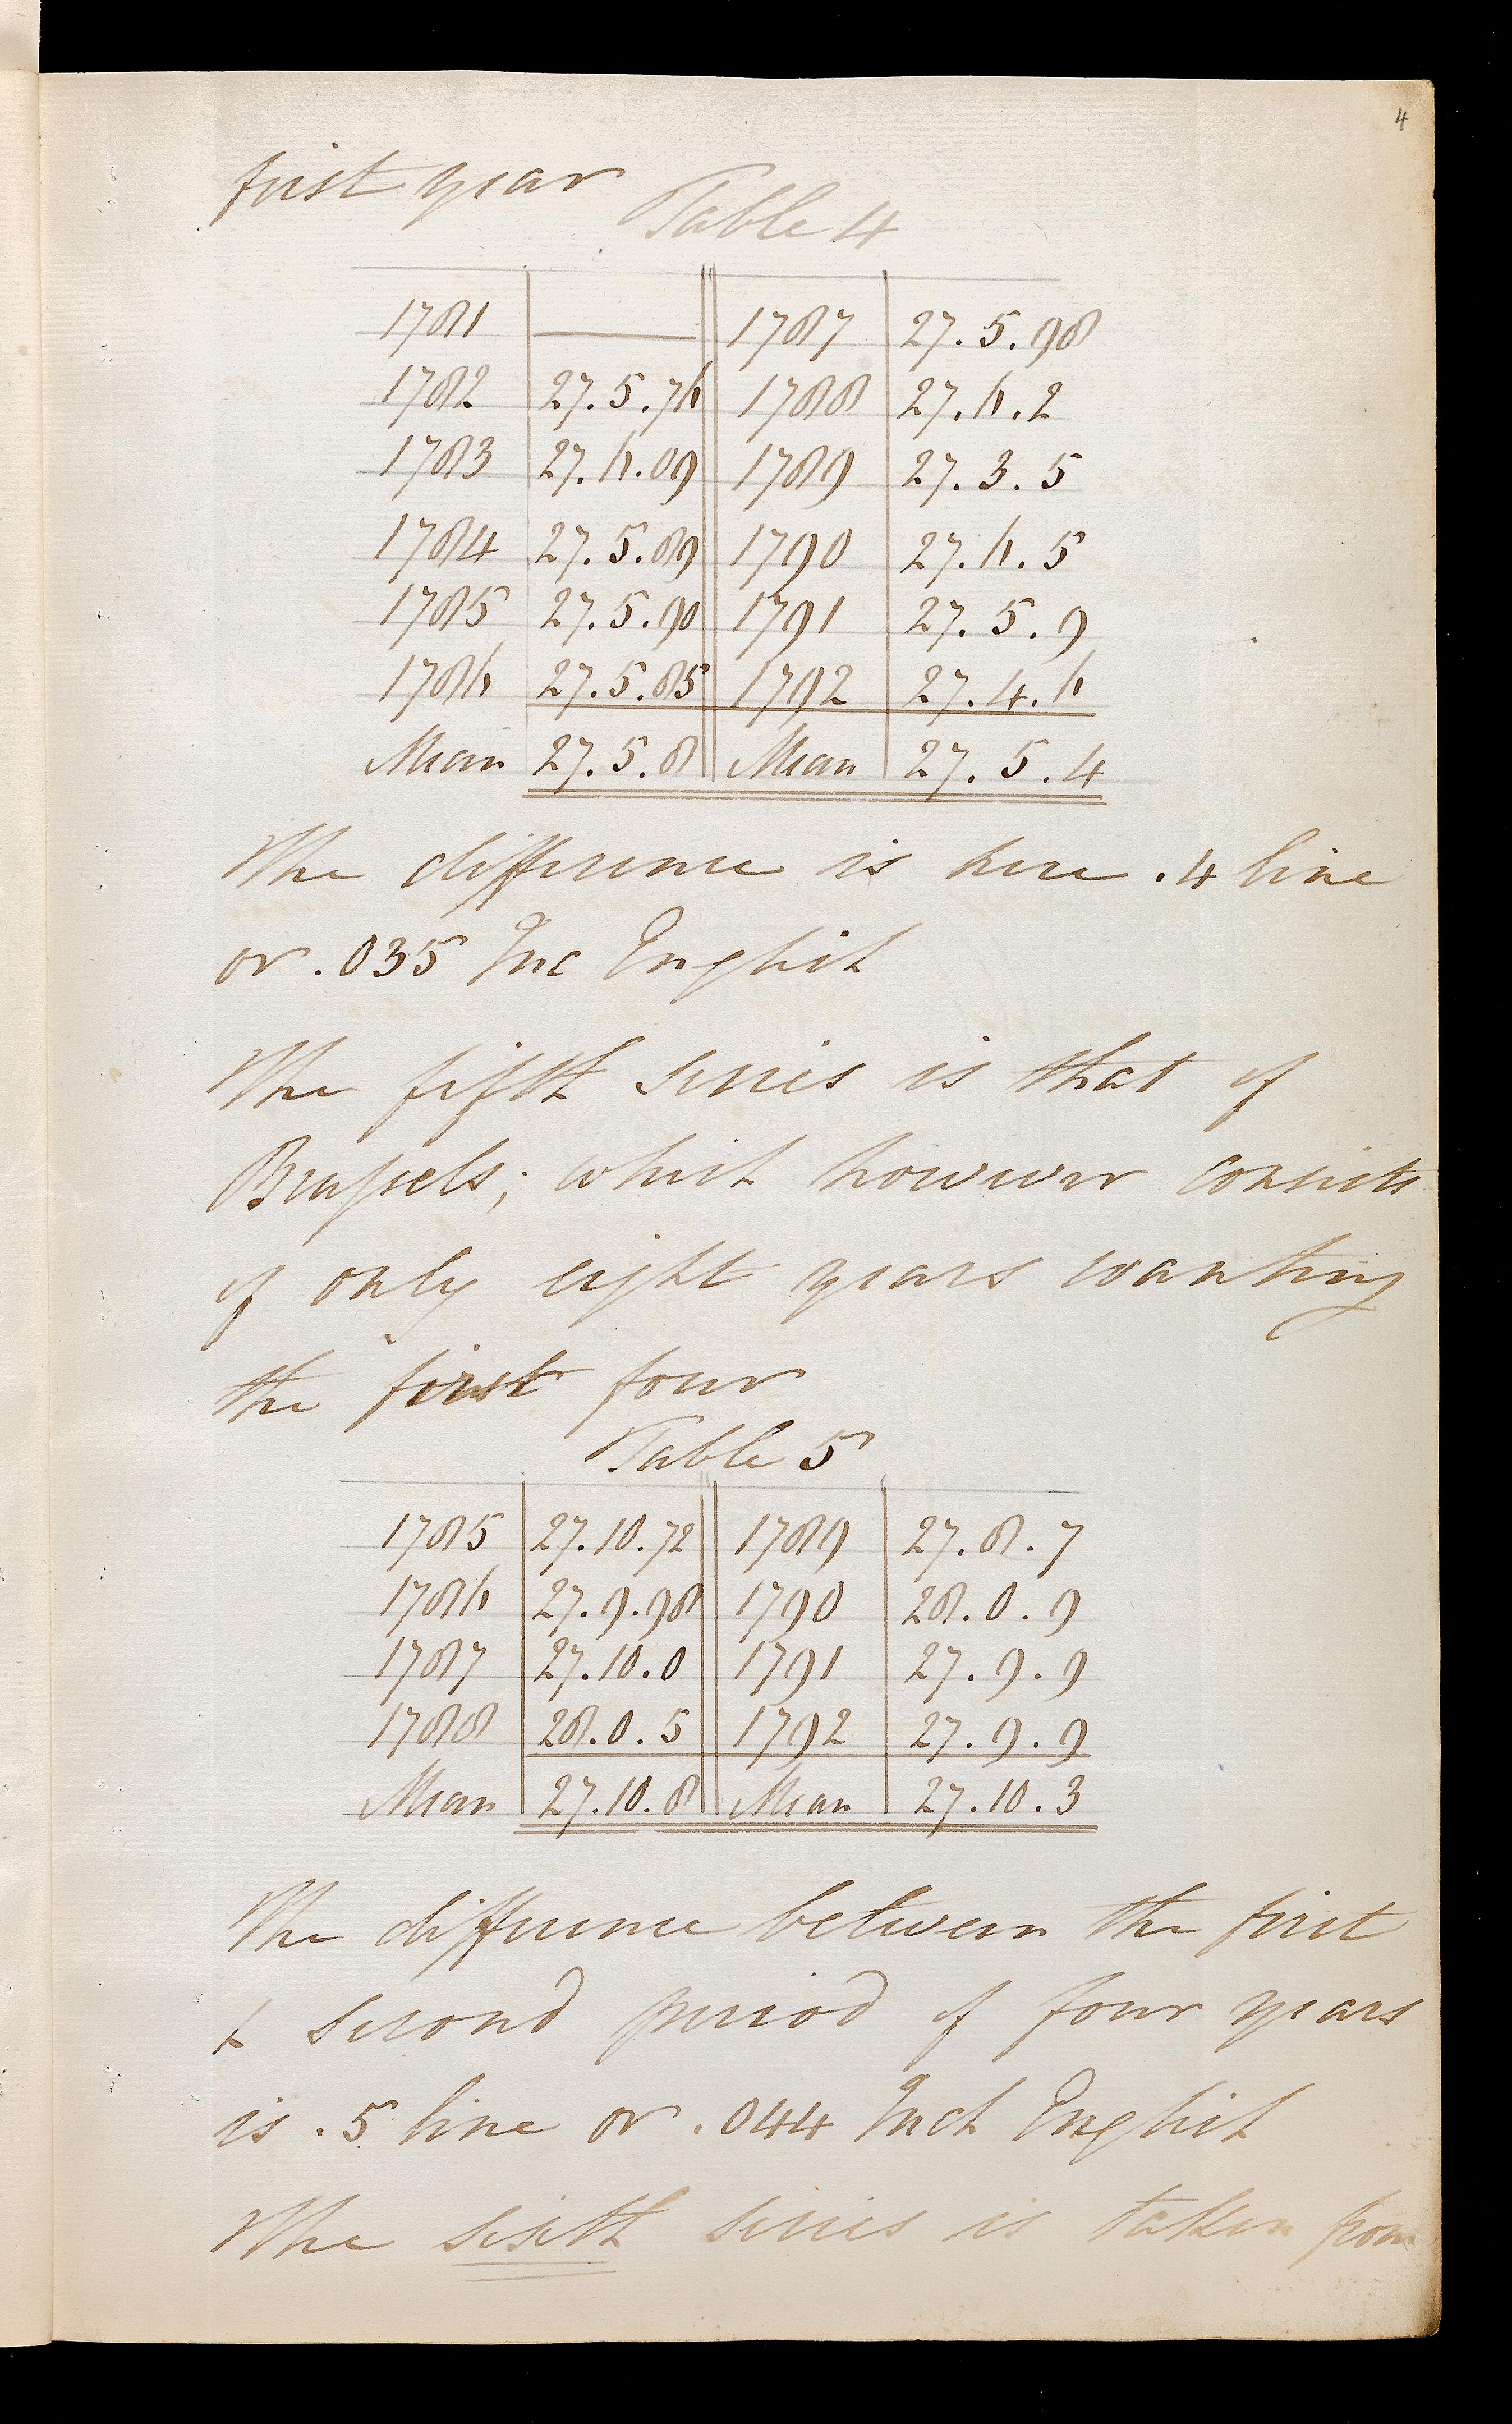 4
first year
Table 4
1781 — 1787 27.5.98
1782 27.5.76 1788 27.6.2
1783 27.6.09 1789 27.3.5
1784 27.5.89 1790 27.6.5
1785 27.5.90 1791 27.5.9
1786 27.5.85 1792 27.4.6
Mean 27.5.8 Mean 27.5.4
The difference is here .4 line
or .035 Inc English
The fifth series is that of
Brussels; which however consists
of only eight years wanting
the first four
Table 5
1785 27.10.72 1789 27.8.7
1786 27.9.98 1790 28.0.9
1787 27.10.0 1791 27.9.9
1788 28.0.5 1792 27.9.9
Mean 27.10.8 Mean 27.10.3
The difference between the first
& second period of four years
is .5 line or .044 Inch English
The sixth series is taken from